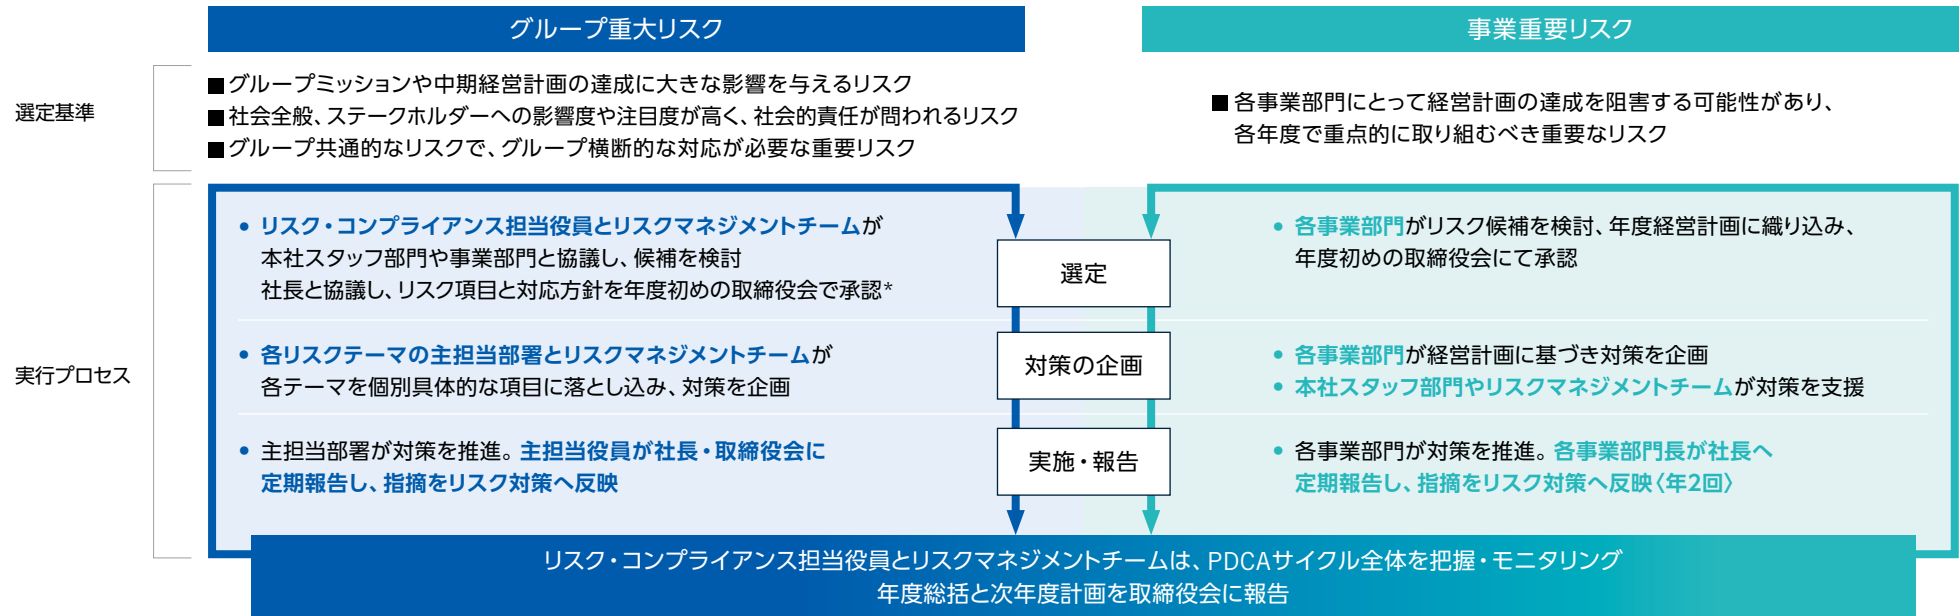 グループ重大リスク
事業重要リスク
選定基準
■グループミッションや中期経営計画の達成に大きな影響を与えるリスク
■社会全般、ステークホルダーへの影響度や注目度が高く、社会的責任が問われるリスク
■グループ共通的なリスクで、グループ横断的な対応が必要な重要リスク
■各事業部門にとって経営計画の達成を阻害する可能性があり、
各年度で重点的に取り組むべき重要なリスク
実行プロセス
• リスク・コンプライアンス担当役員とリスクマネジメントチームが
本社スタッフ部門や事業部門と協議し、候補を検討
社長と協議し、リスク項目と対応方針を年度初めの取締役会で承認*
選定
• 各事業部門がリスク候補を検討、年度経営計画に織り込み、
年度初めの取締役会にて承認
• 各リスクテーマの主担当部署とリスクマネジメントチームが
各テーマを個別具体的な項目に落とし込み、対策を企画
対策の企画
• 各事業部門が経営計画に基づき対策を企画
• 本社スタッフ部門やリスクマネジメントチームが対策を支援
• 主担当部署が対策を推進。主担当役員が社長・取締役会に
定期報告し、指摘をリスク対策へ反映
実施・報告
• 各事業部門が対策を推進。各事業部門長が社長へ
定期報告し、指摘をリスク対策へ反映〈年2回〉
リスク・コンプライアンス担当役員とリスクマネジメントチームは、PDCAサイクル全体を把握・モニタリング
年度総括と次年度計画を取締役会に報告